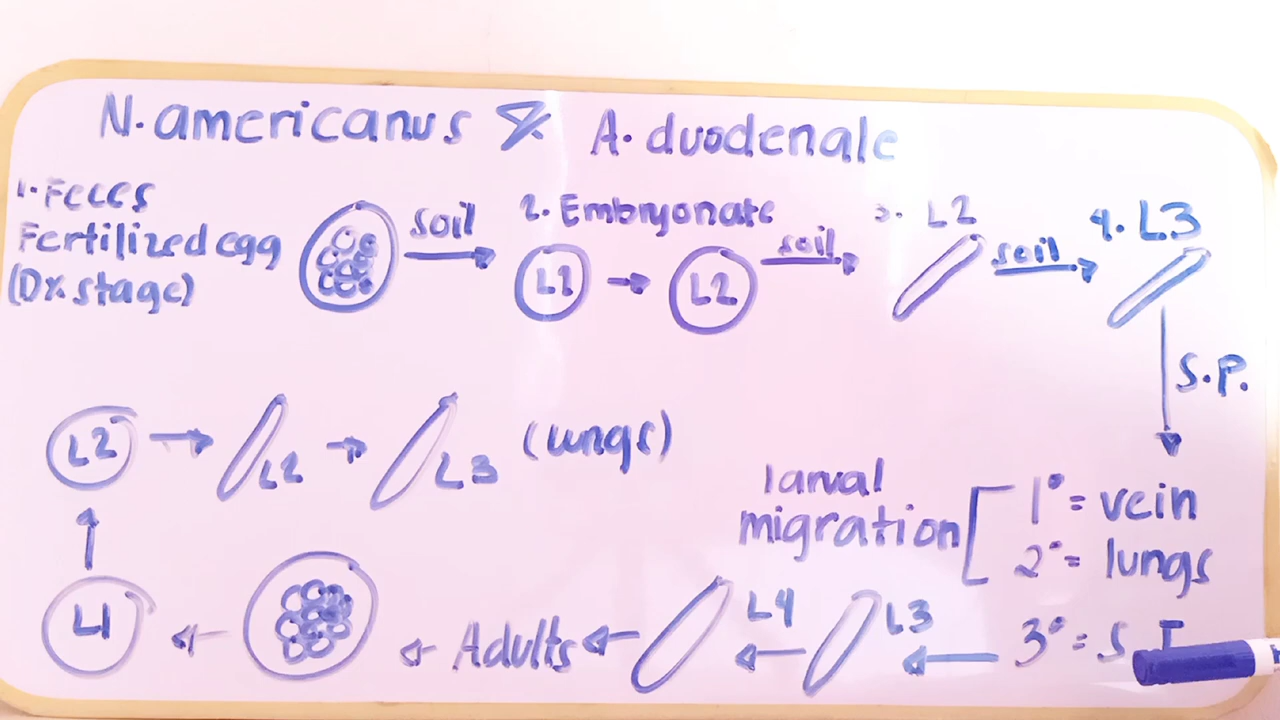 N. americanus & A. duodenale
1. Feces
Fertilized egg
(Dx. stage)
soil
2. Embryonate
L1
L2
soil
3. L2
soil
4. L3
S.P.
larval
migration
1° = vein
2° = lungs
3° = S I
L3
L4
Adults
L1
L2
L2
L3
(lungs)